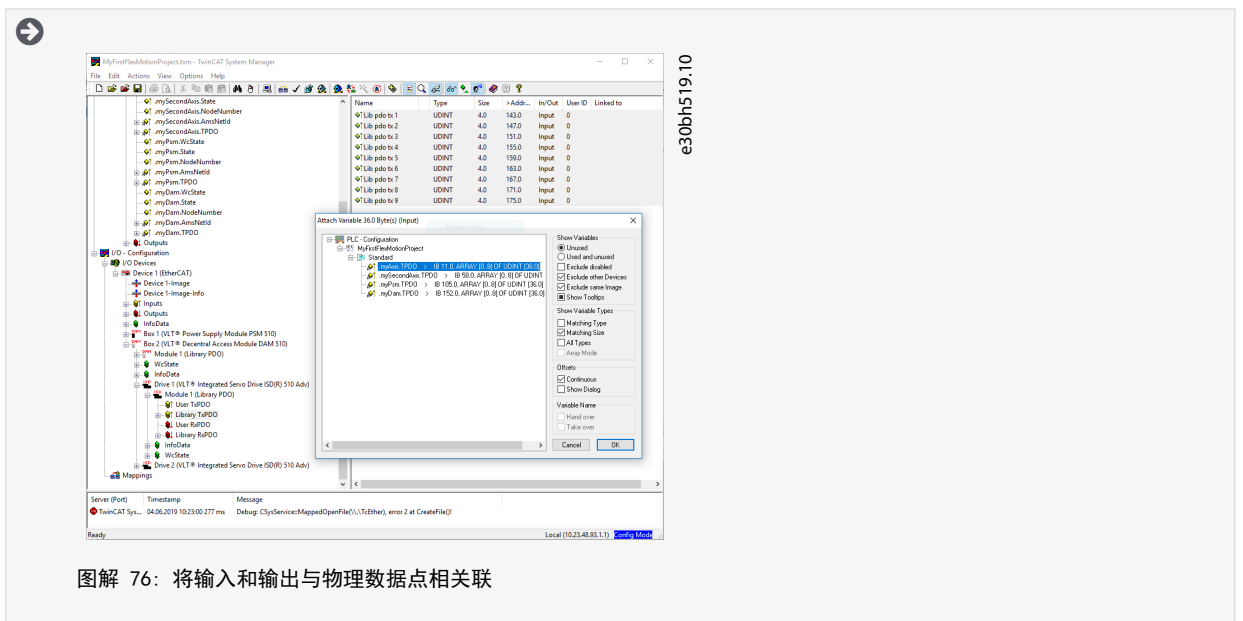 MyFirstFlexMotionProject.tsm - TwinCAT System Manager
File Edit Actions View Options Help
.mySecondAxis.State
.mySecondAxis.NodeNumber
.mySecondAxis.AmsNetId
.mySecondAxis.TPDO
.myPsm.WcState
.myPsm.State
.myPsm.NodeNumber
.myPsm.AmsNetId
.myPsm.TPDO
.myDam.WcState
.myDam.State
.myDam.NodeNumber
.myDam.AmsNetId
.myDam.TPDO
Outputs
I/O - Configuration
I/O Devices
Device 1 (EtherCAT)
Device 1-Image
Device 1-Image-Info
Inputs
Outputs
InfoData
Box 1 (VLT® Power Supply Module PSM 510)
Box 2 (VLT® Decentral Access Module DAM 510)
Module 1 (Library PDO)
WcState
InfoData
Drive 1 (VLT® Integrated Servo Drive ISD(R) 510 Adv)
Module 1 (Library PDO)
User TxPDO
Library TxPDO
User RxPDO
Library RxPDO
InfoData
WcState
Drive 2 (VLT® Integrated Servo Drive ISD(R) 510 Adv)
Mappings
Name Type Size >Addr... In/Out User ID Linked to
Lib pdo tx 1 UDINT 4.0 143.0 Input 0
Lib pdo tx 2 UDINT 4.0 147.0 Input 0
Lib pdo tx 3 UDINT 4.0 151.0 Input 0
Lib pdo tx 4 UDINT 4.0 155.0 Input 0
Lib pdo tx 5 UDINT 4.0 159.0 Input 0
Lib pdo tx 6 UDINT 4.0 163.0 Input 0
Lib pdo tx 7 UDINT 4.0 167.0 Input 0
Lib pdo tx 8 UDINT 4.0 171.0 Input 0
Lib pdo tx 9 UDINT 4.0 175.0 Input 0
Attach Variable 36.0 Byte(s) (Input)
PLC - Configuration
MyFirstFlexMotionProject
Standard
.myAxis.TPDO > IB 11.0, ARRAY [0..8] OF UDINT [36.0]
.mySecondAxis.TPDO > IB 58.0, ARRAY [0..8] OF UDINT
.myPsm.TPDO > IB 105.0, ARRAY [0..8] OF UDINT [36.0]
.myDam.TPDO > IB 152.0, ARRAY [0..8] OF UDINT [36.0]
Show Variables
Unused
Used and unused
Exclude disabled
Exclude other Devices
Exclude same Image
Show Tooltips
Show Variable Types
Matching Type
Matching Size
All Types
Array Mode
Offsets
Continuous
Show Dialog
Variable Name
Hand over
Take over
Cancel OK
Server (Port) Timestamp Message
TwinCAT Sys... 04.06.2019 10:23:00 277 ms Debug: CSysService::MappedOpenFile(\\.\TcEther), error 2 at CreateFile()!
Ready Local (10.23.48.93.1.1) Config Mode
e30bh519.10
图解 76: 将输入和输出与物理数据点相关联